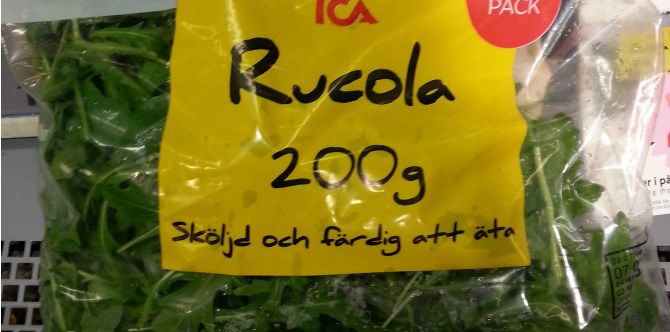 ICA
PACK
Rucola
200g
Sköljd och färdig att äta